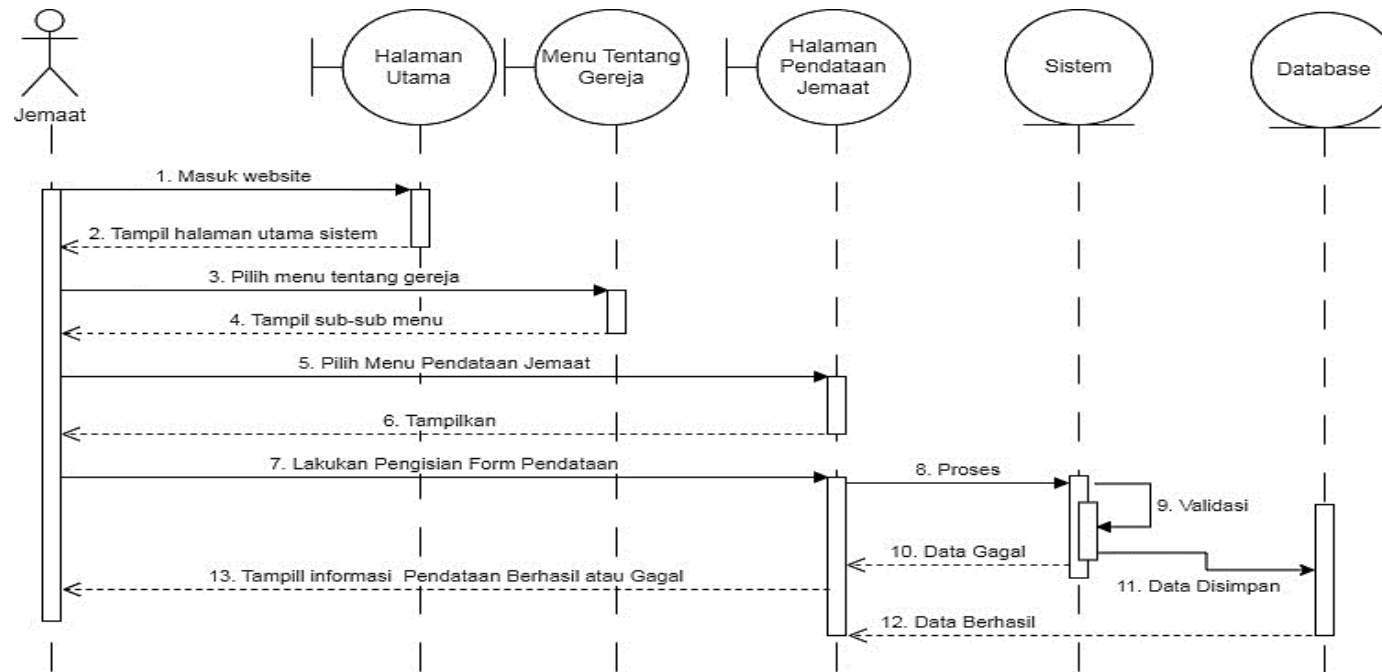 Jemaat
Halaman
Utama
Menu Tentang
Gereja
Halaman
Pendataan
Jemaat
Sistem
Database
1. Masuk website
2. Tampil halaman utama sistem
3. Pilih menu tentang gereja
4. Tampil sub-sub menu
5. Pilih Menu Pendataan Jemaat
6. Tampilkan
7. Lakukan Pengisian Form Pendataan
8. Proses
9. Validasi
10. Data Gagal
11. Data Disimpan
12. Data Berhasil
13. Tampill informasi Pendataan Berhasil atau Gagal